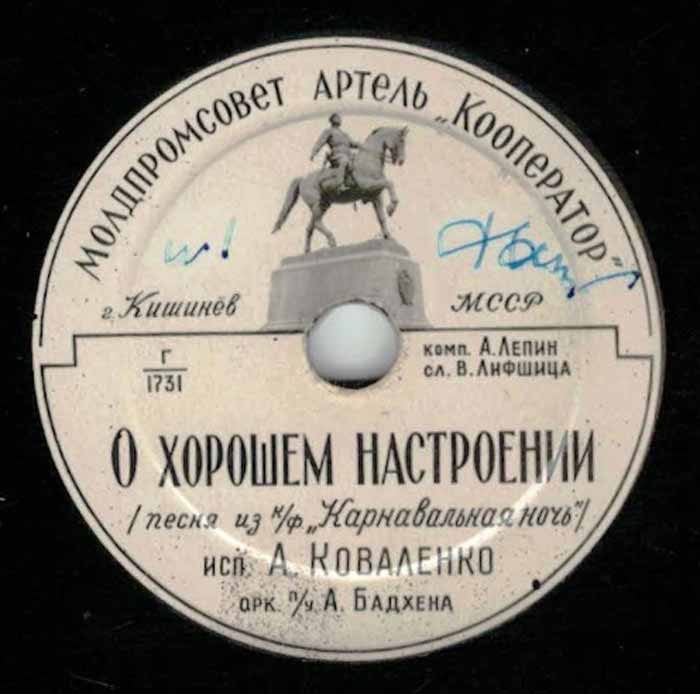 Молдпромсовет артель „Кооператор"
г. Кишинёв МССР
Г
1731
комп. А. Лепин
сл. В. Лифшица
О ХОРОШЕМ НАСТРОЕНИИ
/песня из к/ф „Карнавальная ночь"/
исп. А. Коваленко
орк. п/у А. Бадхена